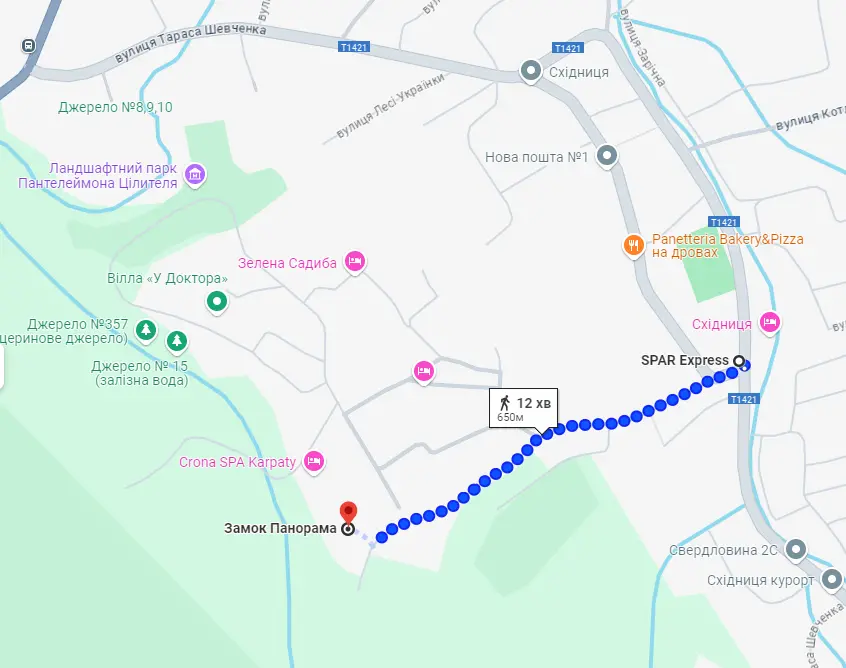 вулиця Тараса Шевченка
T1421
T1421
вулиця Зарічна
Східниця
Джерело №8,9,10
вулиця Лесі Українки
вулиця Кот
Нова пошта №1
Ландшафтний парк
Пантелеймона Цілителя
T1421
Panetteria Bakery&Pizza
на дровах
Зелена Садиба
Вілла «У Доктора»
Джерело №357
церинове джерело)
Східниця
Джерело № 15
(залізна вода)
SPAR Express
12 хв
650м
T1421
Crona SPA Karpaty
Замок Панорама
Свердловина 2С
Східниця курорт
са Шевченка